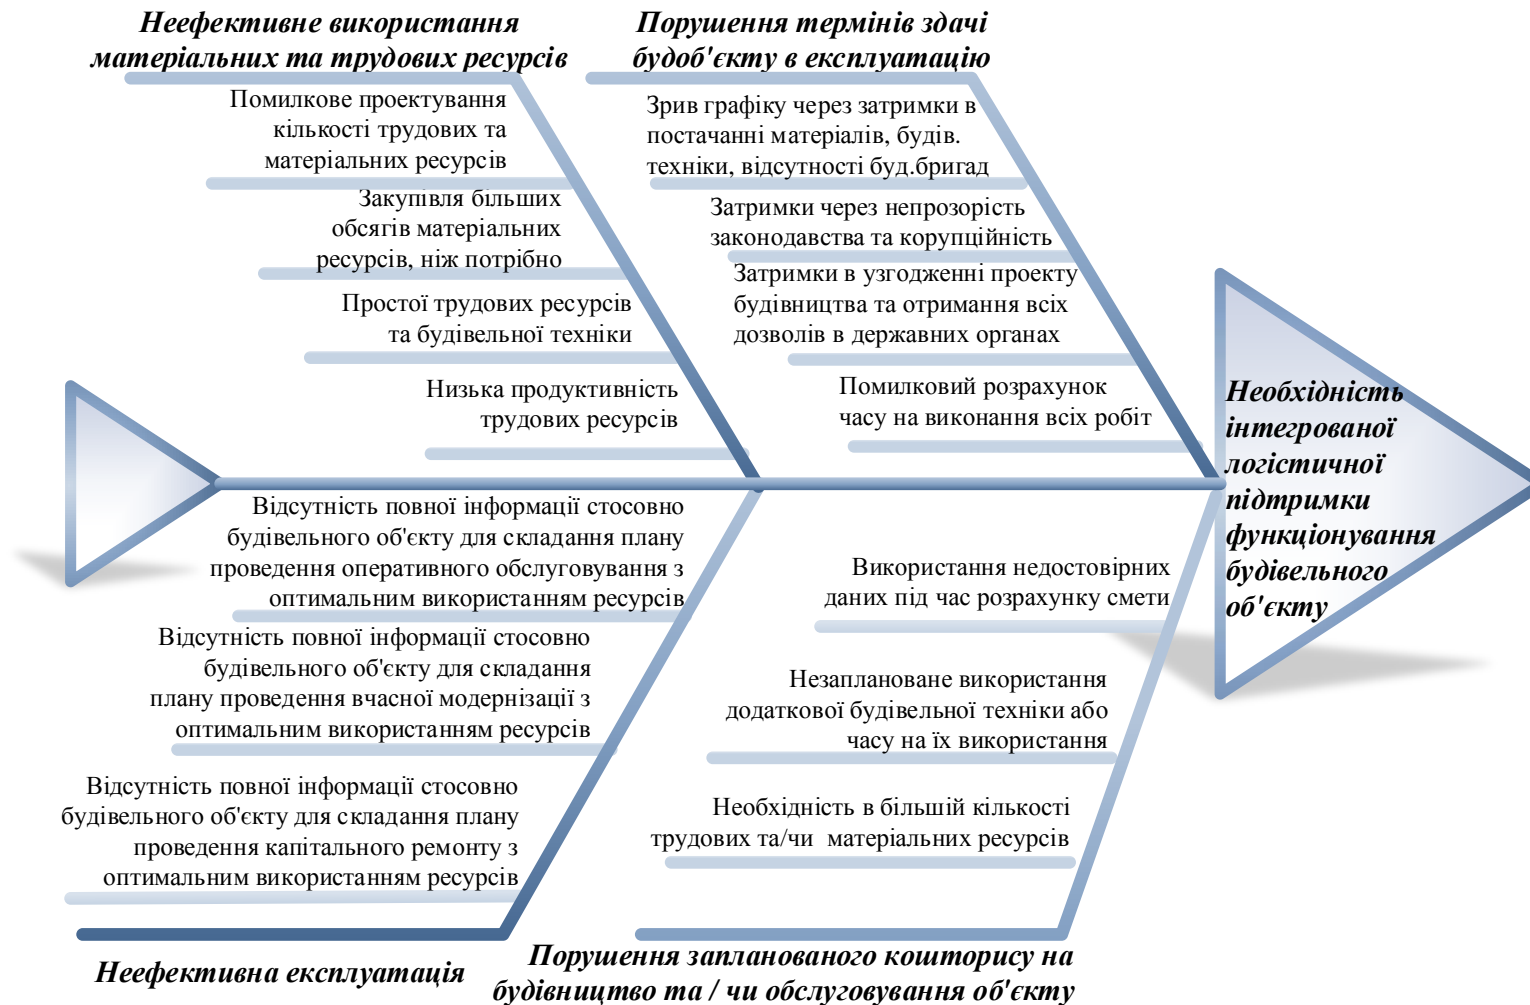 Неефективне використання
матеріальних та трудових ресурсів
Помилкове проектування
кількості трудових та
матеріальних ресурсів
Закупівля більших
обсягів матеріальних
ресурсів, ніж потрібно
Простої трудових ресурсів
та будівельної техніки
Низька продуктивність
трудових ресурсів
Порушення термінів здачі
будоб'єкту в експлуатацію
Зрив графіку через затримки в
постачанні матеріалів, будів.
техніки, відсутності буд.бригад
Затримки через непрозорість
законодавства та корупційність
Затримки в узгодженні проекту
будівництва та отримання всіх
дозволів в державних органах
Помилковий розрахунок
часу на виконання всіх робіт
Необхідність
інтегрованої
логістичної
підтримки
функціонування
будівельного
об'єкту
Відсутність повної інформації стосовно
будівельного об'єкту для складання плану
проведення оперативного обслуговування з
оптимальним використанням ресурсів
Відсутність повної інформації стосовно
будівельного об'єкту для складання
плану проведення вчасної модернізації з
оптимальним використанням ресурсів
Відсутність повної інформації стосовно
будівельного об'єкту для складання плану
проведення капітального ремонту з
оптимальним використанням ресурсів
Неефективна експлуатація
Використання недостовірних
даних під час розрахунку смети
Незаплановане використання
додаткової будівельної техніки або
часу на їх використання
Необхідність в більшій кількості
трудових та/чи  матеріальних ресурсів
Порушення запланованого кошторису на
будівництво та / чи обслуговування об'єкту